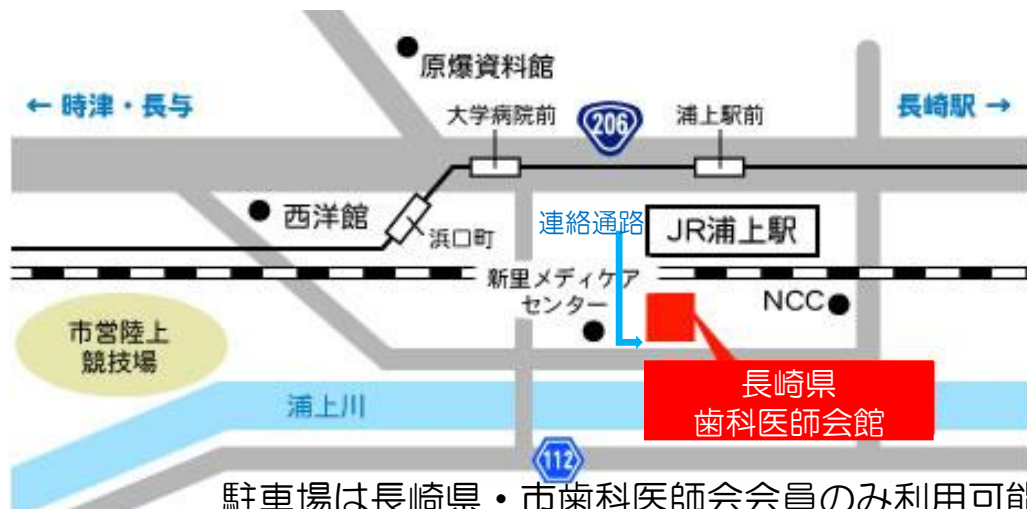 原爆資料館
← 時津・長与
大学病院前
206
浦上駅前
長崎駅 →
西洋館
浜口町
連絡通路
JR浦上駅
新里メディケア
センター
NCC
市営陸上
競技場
長崎県
歯科医師会館
浦上川
112
駐車場は長崎県・市歯科医師会会員のみ利用可能